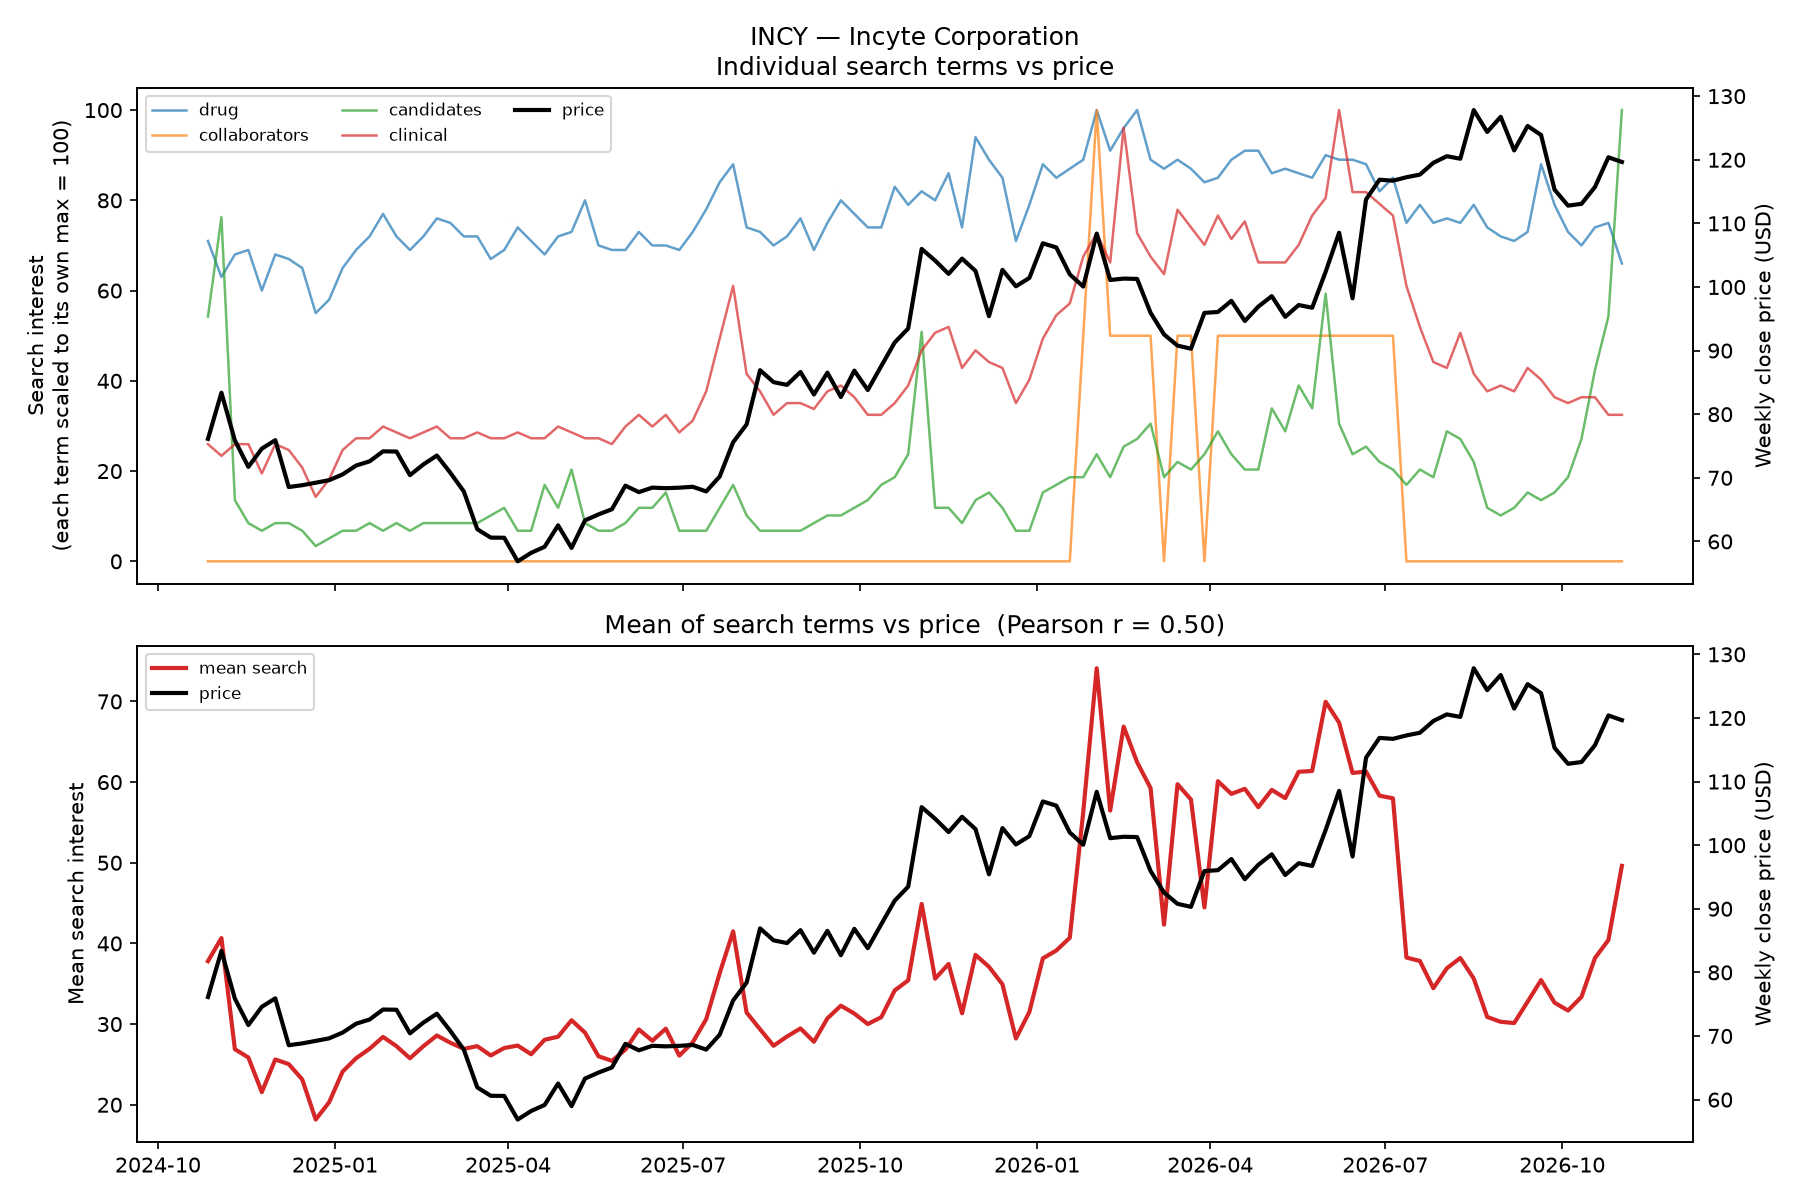 INCY — Incyte Corporation
Individual search terms vs price
drug
collaborators
candidates
clinical
price
Search interest
(each term scaled to its own max = 100)
100
80
60
40
20
0
Weekly close price (USD)
130
120
110
100
90
80
70
60
Mean of search terms vs price (Pearson r = 0.50)
mean search
price
Mean search interest
70
60
50
40
30
20
Weekly close price (USD)
130
120
110
100
90
80
70
60
2024-10
2025-01
2025-04
2025-07
2025-10
2026-01
2026-04
2026-07
2026-10